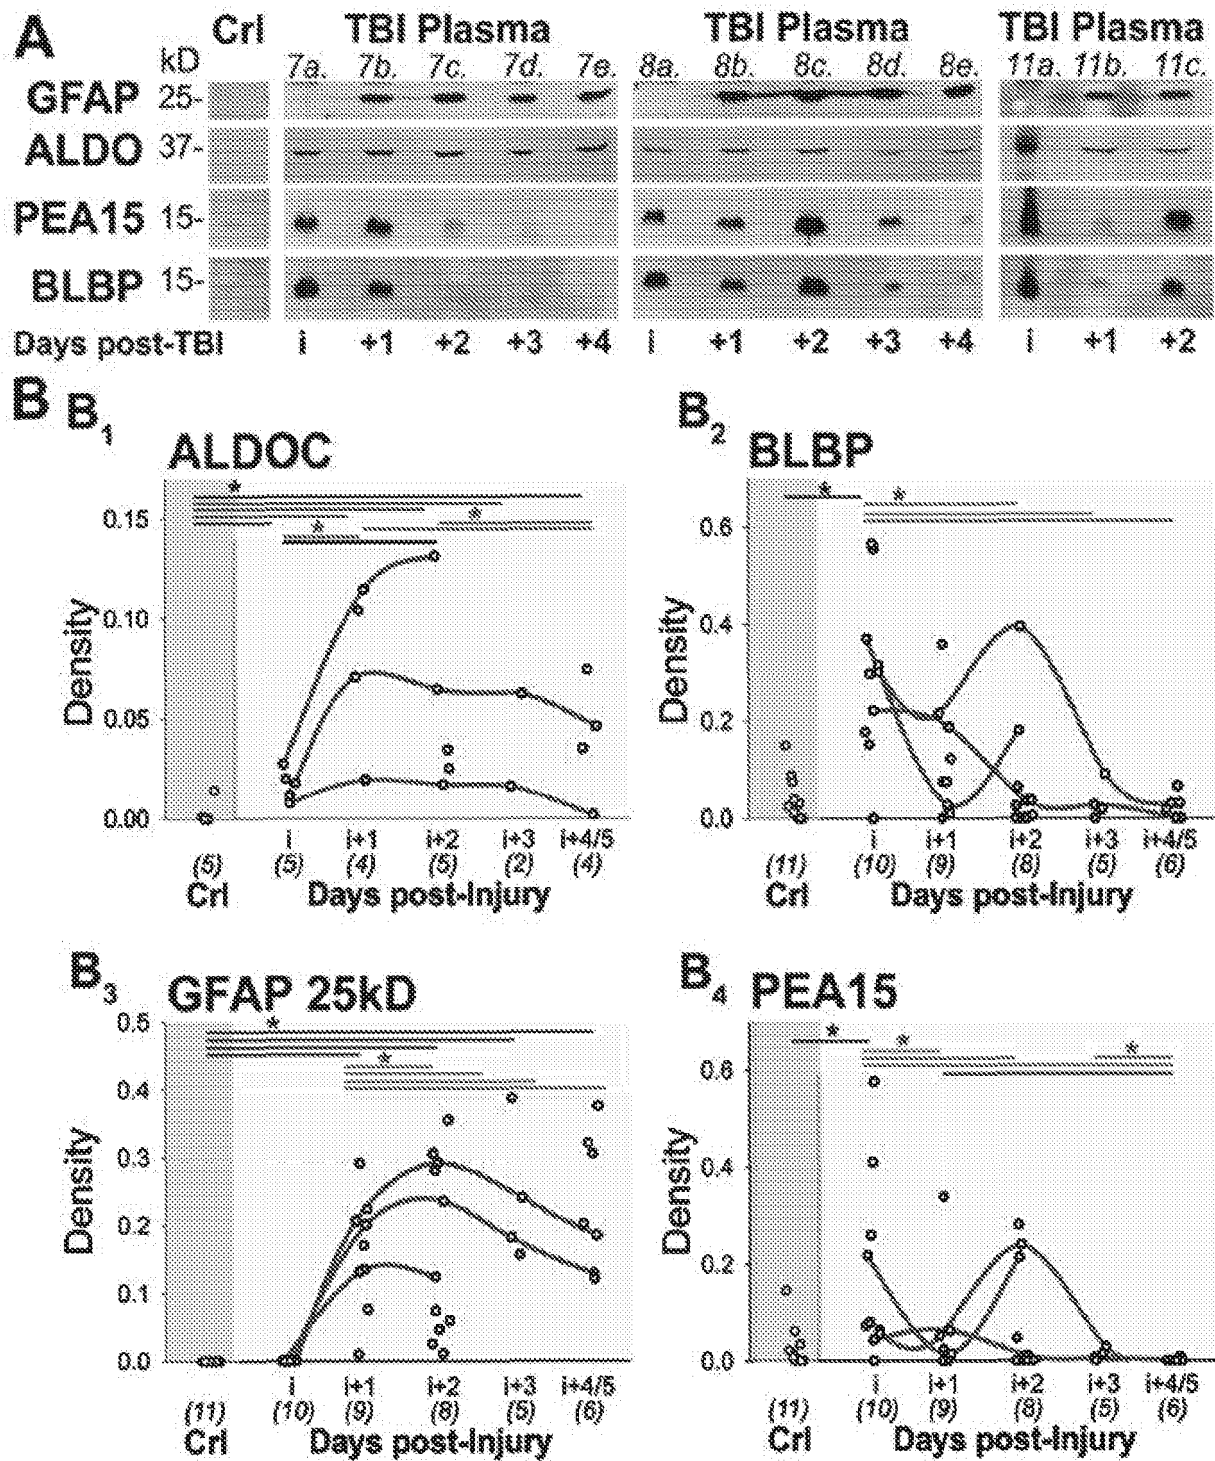 A Crl TBI Plasma TBI Plasma TBI Plasma
kD 7a. 7b. 7c. 7d. 7e. 8a. 8b. 8c. 8d. 8e. 11a. 11b. 11c.
GFAP 25-
ALDO 37-
PEA15 15-
BLBP 15-
Days post-TBI i +1 +2 +3 +4 i +1 +2 +3 +4 i +1 +2
B B1 B2
ALDOC BLBP
* * *
* *
0.15 0.6
0.10 0.4
0.05 0.2
0.00 0.0
Density Density
i i+1 i+2 i+3 i+4/5 i i+1 i+2 i+3 i+4/5
(5) (5) (4) (5) (2) (4) (11) (10) (9) (8) (5) (6)
Crl Days post-Injury Crl Days post-Injury
B3 B4
GFAP 25kD PEA15
* * * *
*
0.5
0.4 0.6
0.3 0.4
0.2 0.2
0.1
0.0 0.0
Density Density
i i+1 i+2 i+3 i+4/5 i i+1 i+2 i+3 i+4/5
(11) (10) (9) (8) (5) (6) (11) (10) (9) (8) (5) (6)
Crl Days post-Injury Crl Days post-Injury